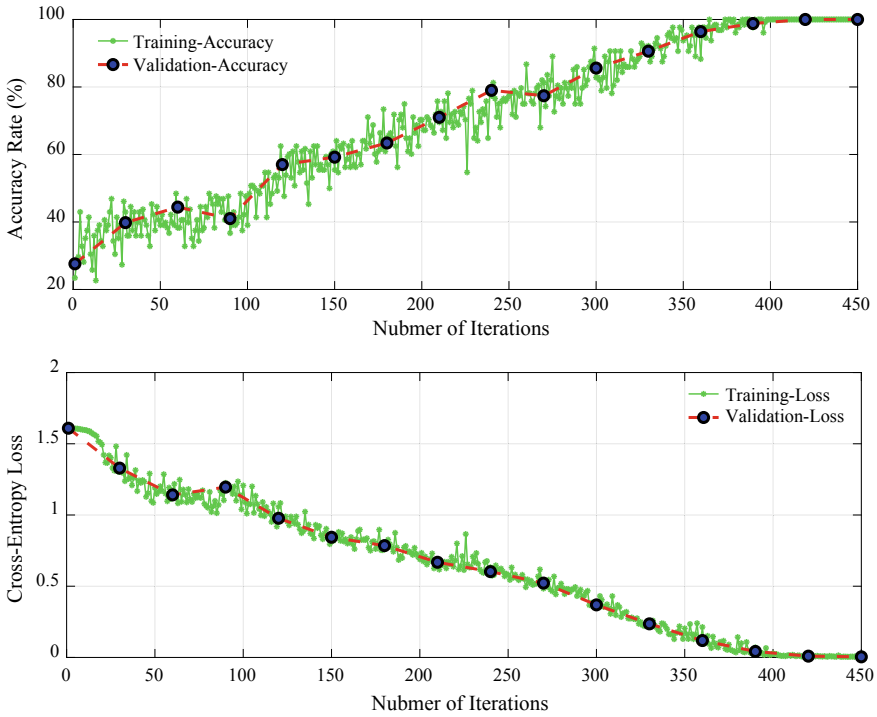 100
80
60
40
20
Accuracy Rate (%)
Training-Accuracy
Validation-Accuracy
0 50 100 150 200 250 300 350 400 450
Nubmer of Iterations
2
1.5
1
0.5
0
Cross-Entropy Loss
Training-Loss
Validation-Loss
0 50 100 150 200 250 300 350 400 450
Nubmer of Iterations